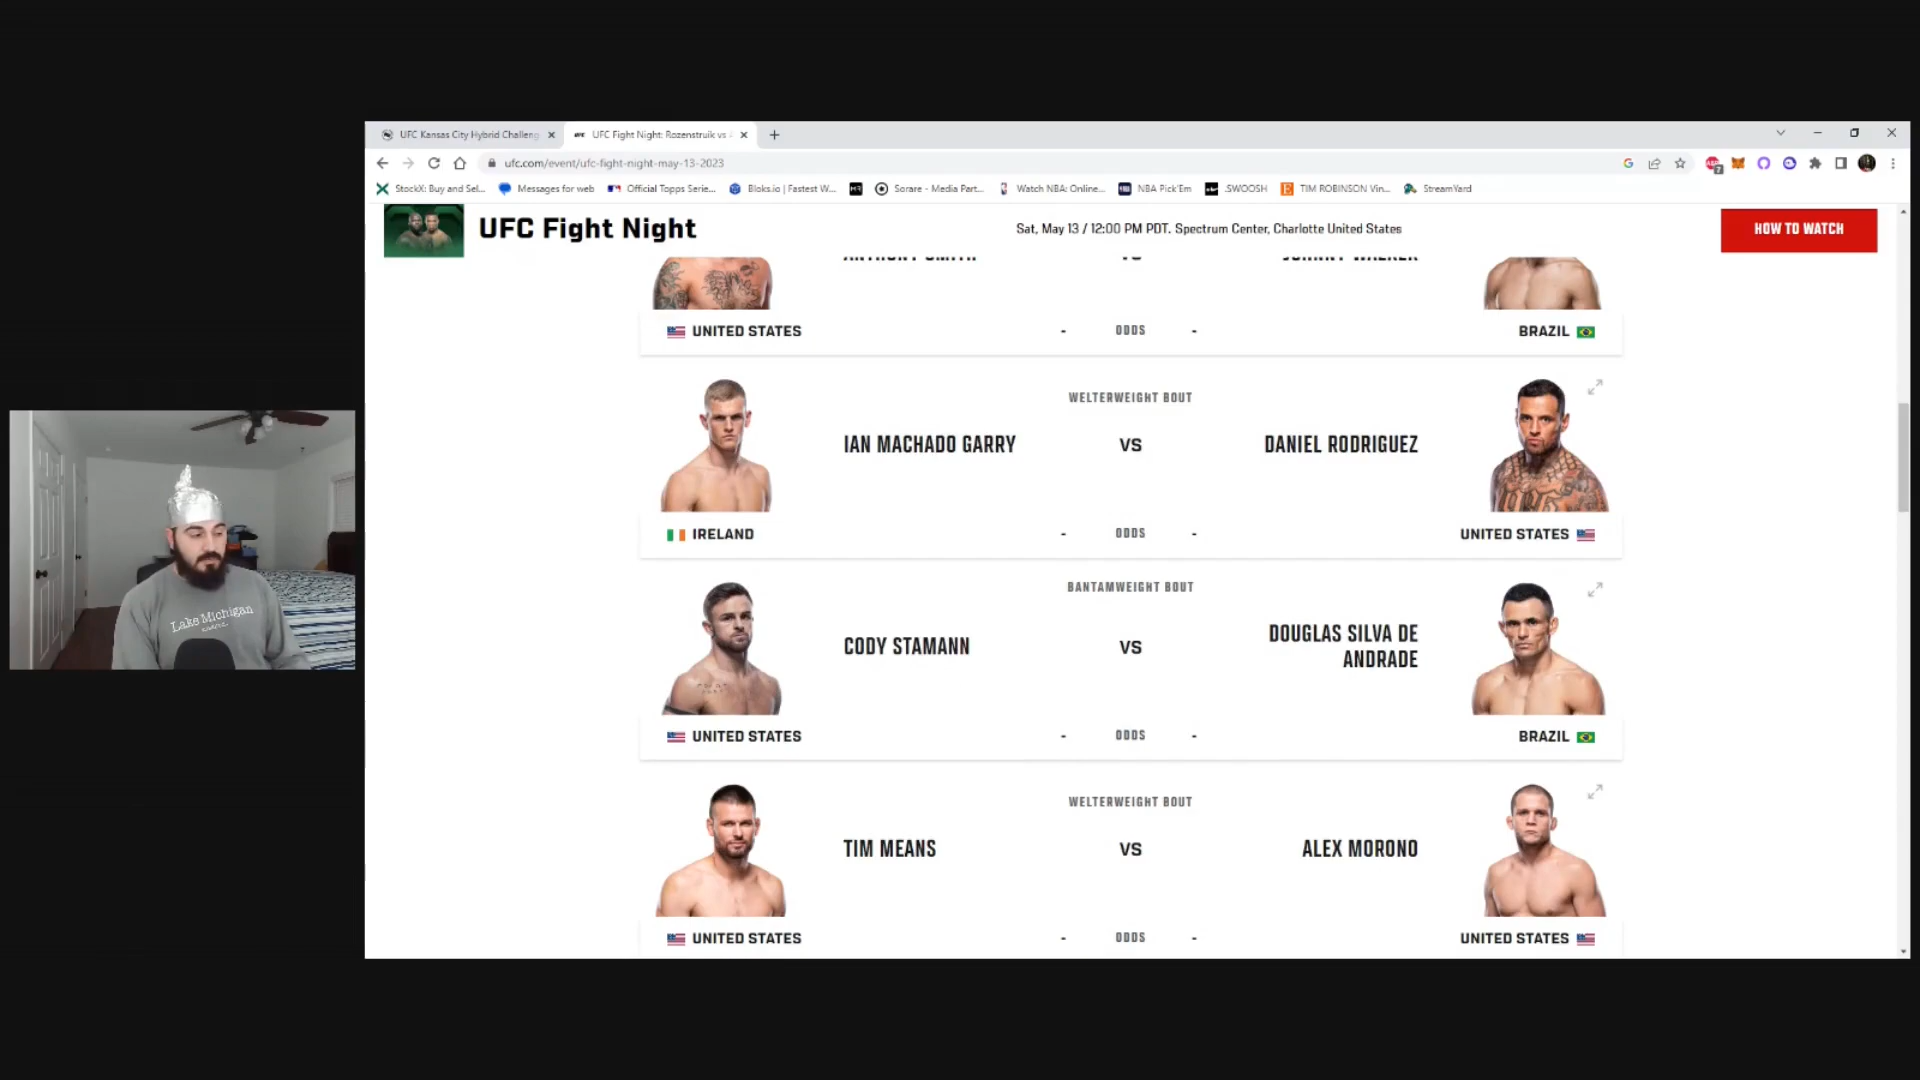 UFC Kansas City Hybrid Challeng
UFC Fight Night: Rozenstruik vs
ufc.com/event/ufc-fight-night-may-13-2023
StockX: Buy and Sel...
Messages for web
Official Topps Serie...
Bloks.io | Fastest W...
Sorare - Media Part...
Watch NBA: Online...
NBA Pick'Em
.SWOOSH
TIM ROBINSON Vin...
StreamYard
UFC Fight Night
Sat, May 13 / 12:00 PM PDT. Spectrum Center, Charlotte United States
HOW TO WATCH
ANTHONY SMITH
VS
JOHNNY WALKER
UNITED STATES
- ODDS -
BRAZIL
WELTERWEIGHT BOUT
IAN MACHADO GARRY
VS
DANIEL RODRIGUEZ
IRELAND
- ODDS -
UNITED STATES
BANTAMWEIGHT BOUT
CODY STAMANN
VS
DOUGLAS SILVA DE
ANDRADE
UNITED STATES
- ODDS -
BRAZIL
WELTERWEIGHT BOUT
TIM MEANS
VS
ALEX MORONO
UNITED STATES
- ODDS -
UNITED STATES
Lake Michigan